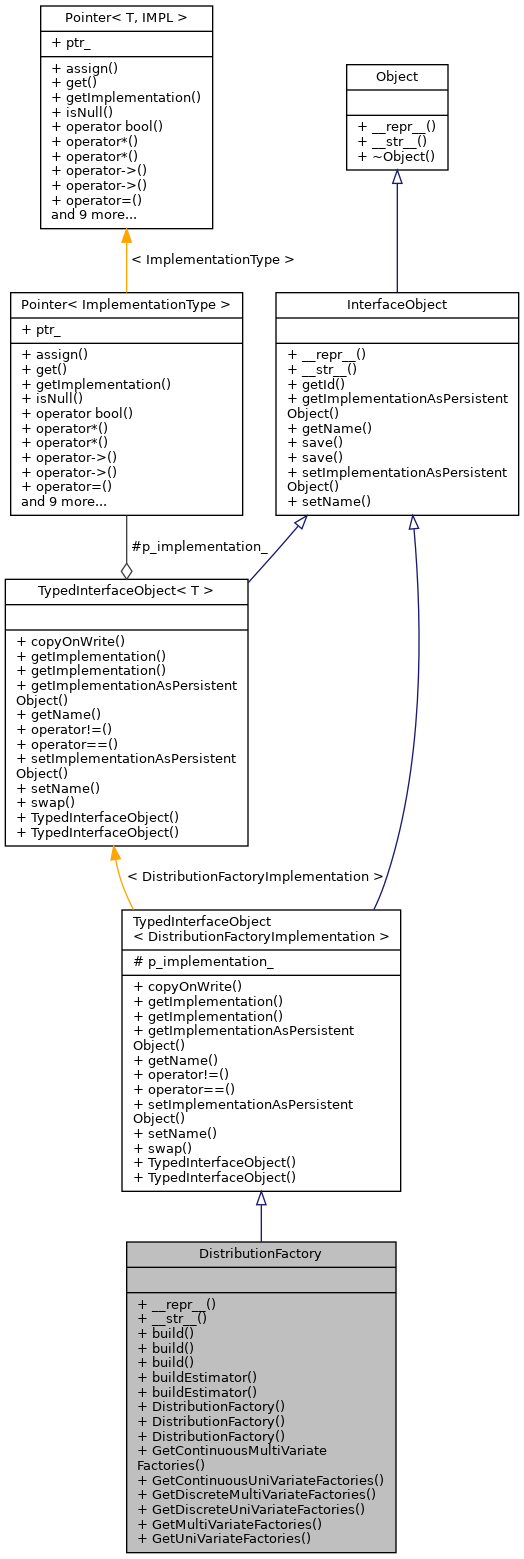 Pointer< T, IMPL >
+ ptr_
+ assign()
+ get()
+ getImplementation()
+ isNull()
+ operator bool()
+ operator*()
+ operator*()
+ operator->()
+ operator->()
+ operator=()
and 9 more...
Object
+ __repr__()
+ __str__()
+ ~Object()
< ImplementationType >
Pointer< ImplementationType >
+ ptr_
+ assign()
+ get()
+ getImplementation()
+ isNull()
+ operator bool()
+ operator*()
+ operator*()
+ operator->()
+ operator->()
+ operator=()
and 9 more...
InterfaceObject
+ __repr__()
+ __str__()
+ getId()
+ getImplementationAsPersistent
Object()
+ getName()
+ save()
+ save()
+ setImplementationAsPersistent
Object()
+ setName()
#p_implementation_
TypedInterfaceObject< T >
+ copyOnWrite()
+ getImplementation()
+ getImplementation()
+ getImplementationAsPersistent
Object()
+ getName()
+ operator!=()
+ operator==()
+ setImplementationAsPersistent
Object()
+ setName()
+ swap()
+ TypedInterfaceObject()
+ TypedInterfaceObject()
< DistributionFactoryImplementation >
TypedInterfaceObject
< DistributionFactoryImplementation >
# p_implementation_
+ copyOnWrite()
+ getImplementation()
+ getImplementation()
+ getImplementationAsPersistent
Object()
+ getName()
+ operator!=()
+ operator==()
+ setImplementationAsPersistent
Object()
+ setName()
+ swap()
+ TypedInterfaceObject()
+ TypedInterfaceObject()
DistributionFactory
+ __repr__()
+ __str__()
+ build()
+ build()
+ build()
+ buildEstimator()
+ buildEstimator()
+ DistributionFactory()
+ DistributionFactory()
+ DistributionFactory()
+ GetContinuousMultiVariate
Factories()
+ GetContinuousUniVariateFactories()
+ GetDiscreteMultiVariateFactories()
+ GetDiscreteUniVariateFactories()
+ GetMultiVariateFactories()
+ GetUniVariateFactories()